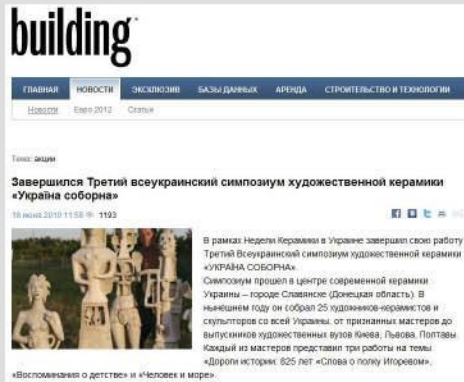 building
ГЛАВНАЯ НОВОСТИ ЭКСКЛЮЗИВ БАЗЫ ДАННЫХ АРЕНДА СТРОИТЕЛЬСТВО И ТЕХНОЛОГИИ
Новости Евро 2012 Статьи
Тема: акции
Завершился Третий всеукраинский симпозиум художественной керамики
«Україна соборна»
2010 11:58 1193
В рамках Недели Керамики в Украине завершил свою работу
Третий Всеукраинский симпозиум художественной керамики
«УКРАЇНА СОБОРНА».
Симпозиум прошел в центре современной керамики
Украины – городе Славянске (Донецкая область). В
нынешнем году он собрал 25 художников-керамистов и
скульпторов со всей Украины, от признанных мастеров до
выпускников художественных вузов Киева, Львова, Полтавы.
Каждый из мастеров представил три работы на темы
«Дороги истории: 825 лет «Слова о полку Игоревом»,
«Воспоминания о детстве» и «Человек и море».